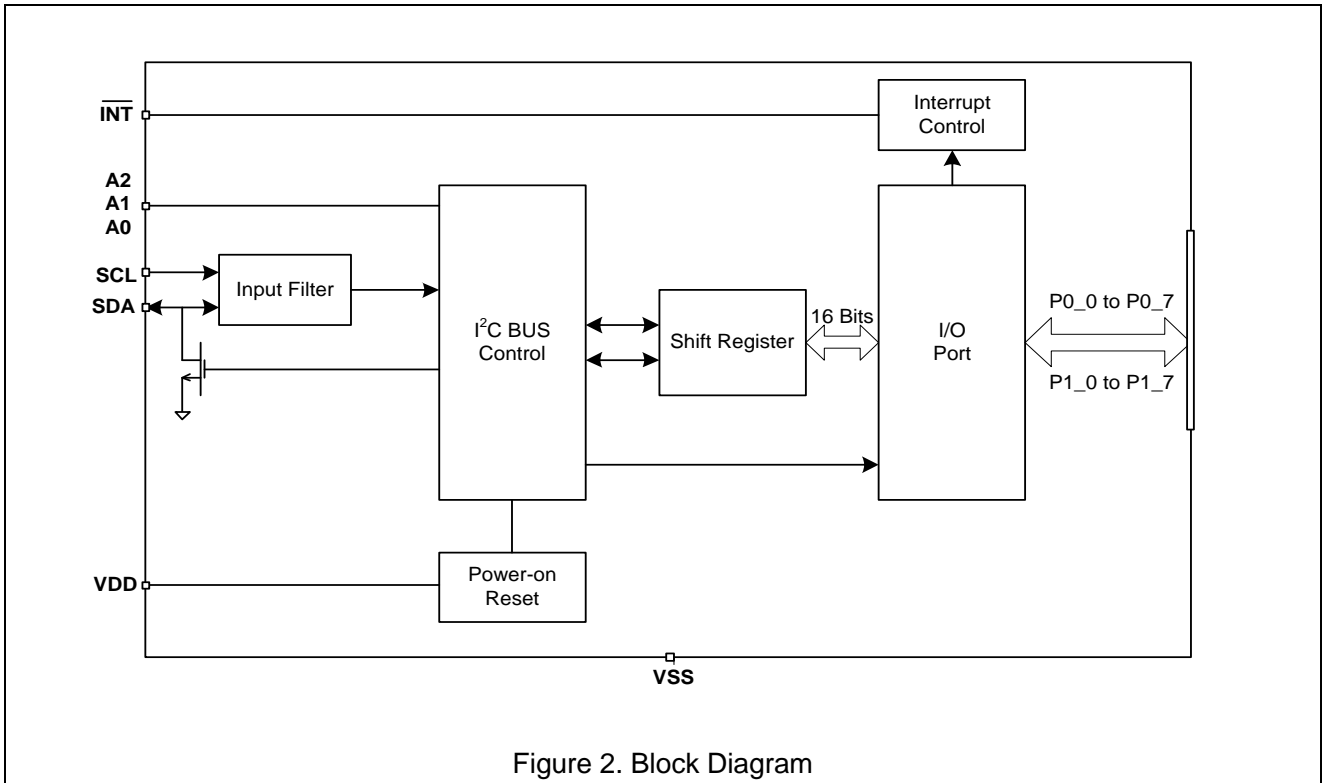 INT
Interrupt
Control
A2
A1
A0
SCL
SDA
Input Filter
I²C BUS
Control
Shift Register
16 Bits
I/O
Port
P0_0 to P0_7
P1_0 to P1_7
VDD
Power-on
Reset
VSS
Figure 2. Block Diagram